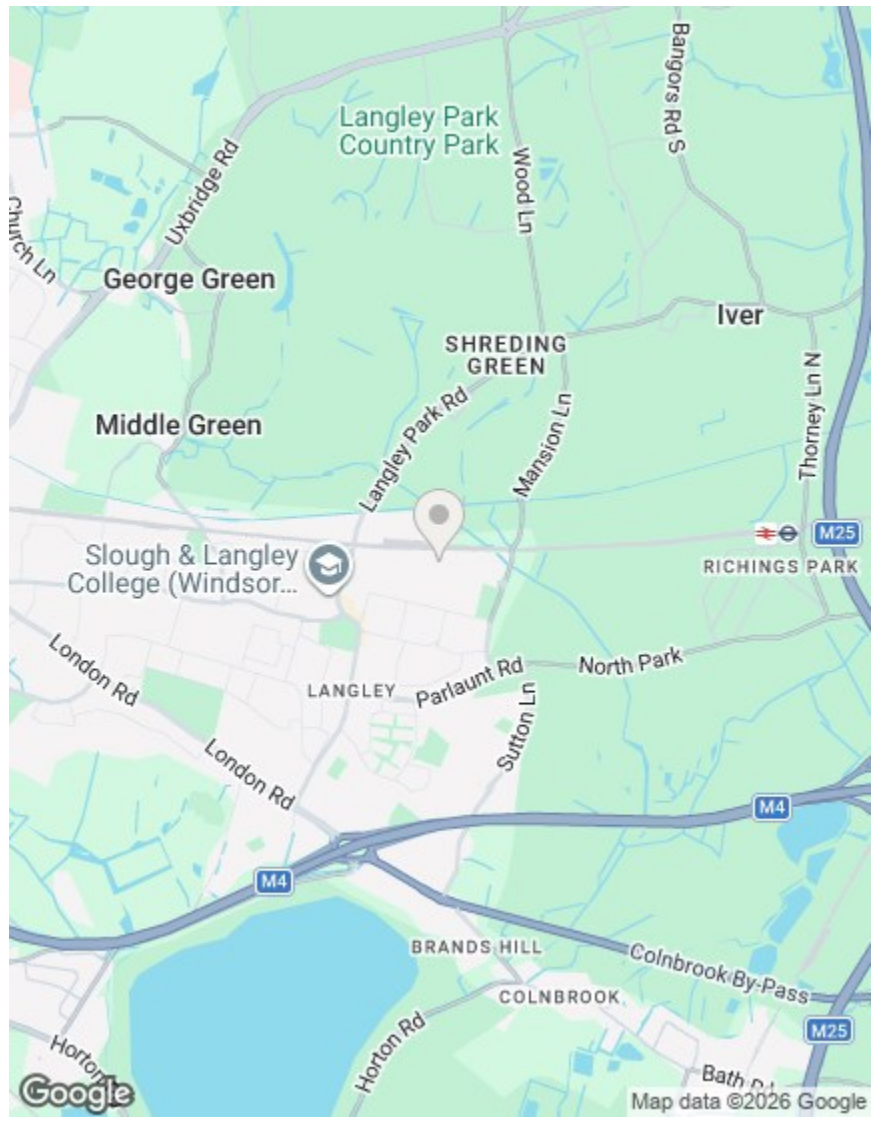 Bangors Rd S
Langley Park
Country Park
Wood Ln
Uxbridge Rd
Church Ln
George Green
Iver
SHREDING
GREEN
Thorney Ln N
Langley Park Rd
Mansion Ln
Middle Green
M25
Slough & Langley
College (Windsor...
RICHINGS PARK
London Rd
North Park
Parlaunt Rd
LANGLEY
Sutton Ln
London Rd
M4
M4
BRANDS HILL
Colnbrook By-Pass
COLNBROOK
M25
Horton Rd
Bath Rd
Google
Map data ©2026 Google